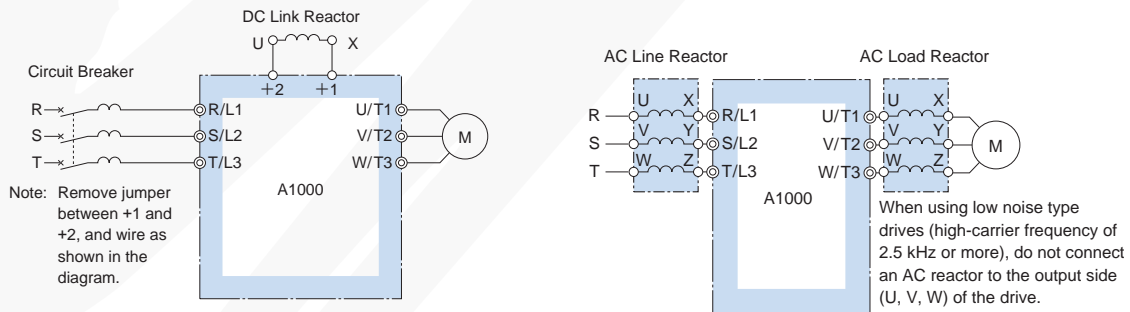 DC Link Reactor
U X
+2 +1
Circuit Breaker
R R/L1 U/T1
S S/L2 V/T2 M
T T/L3 W/T3
A1000
Note: Remove jumper
between +1 and
+2, and wire as
shown in the
diagram.
AC Line Reactor AC Load Reactor
U X U X
R R/L1 U/T1
V Y V Y
S S/L2 V/T2 M
W Z W Z
T T/L3 W/T3
A1000
When using low noise type
drives (high-carrier frequency of
2.5 kHz or more), do not connect
an AC reactor to the output side
(U, V, W) of the drive.